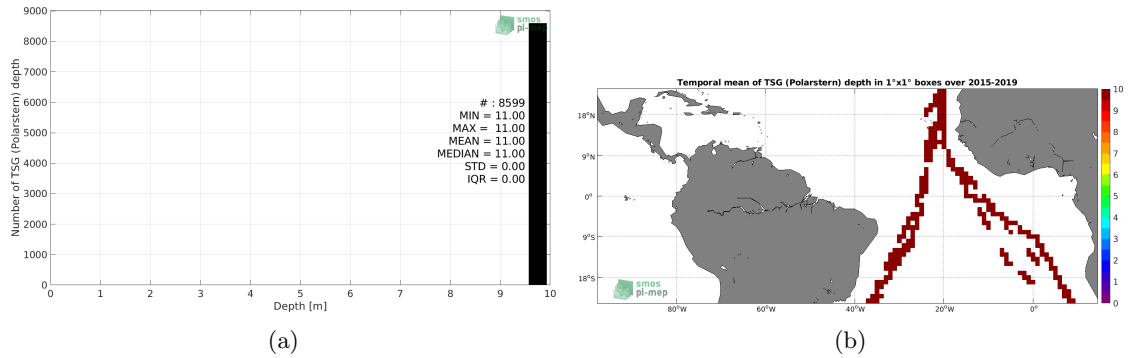 9000
8000
7000
6000
5000
4000
3000
2000
1000
0
Number of TSG (Polarstern) depth
smos
pi-mep
# : 8599
MIN = 11.00
MAX = 11.00
MEAN = 11.00
MEDIAN = 11.00
STD = 0.00
IQR = 0.00
0 1 2 3 4 5 6 7 8 9 10
Depth [m]
(a)
Temporal mean of TSG (Polarstern) depth in 1°x1° boxes over 2015-2019
18°N
9°N
0°
9°S
18°S
smos
pi-mep
80°W 60°W 40°W 20°W 0°
10
9
8
7
6
5
4
3
2
1
0
(b)